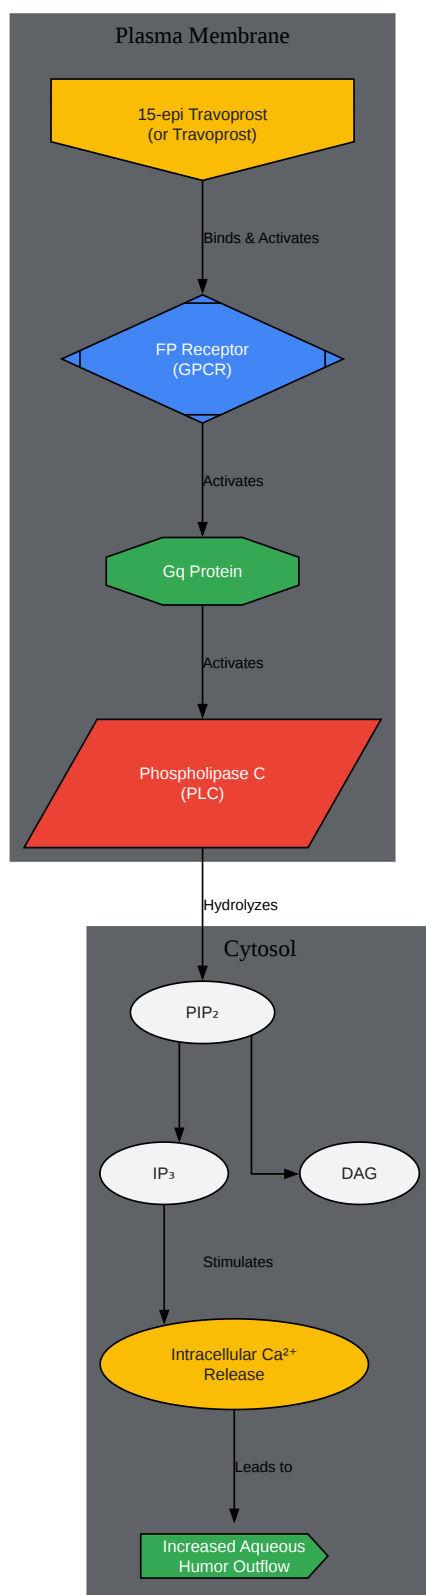 Plasma Membrane
15-epi Travoprost
(or Travoprost)
Binds & Activates
FP Receptor
(GPCR)
Activates
Gq Protein
Activates
Phospholipase C
(PLC)
Hydrolyzes
Cytosol
PIP₂
IP₃
DAG
Stimulates
Intracellular Ca²⁺
Release
Leads to
Increased Aqueous
Humor Outflow